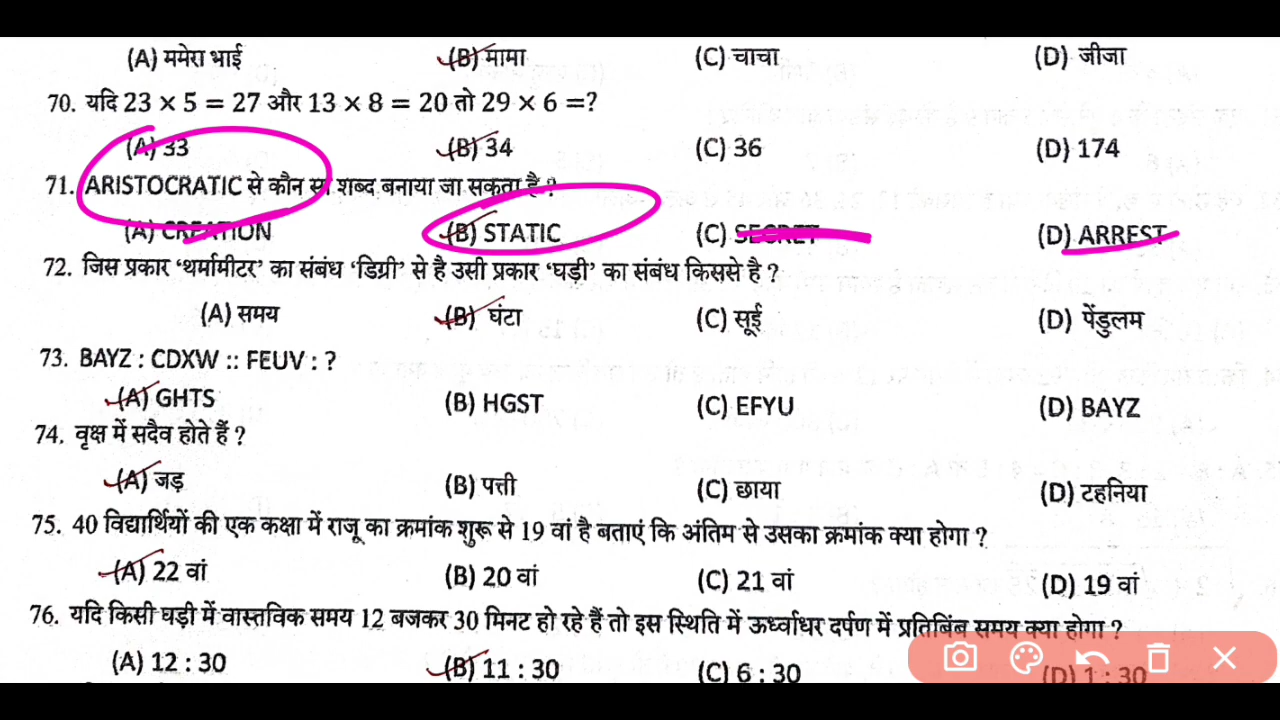 (A) ममेरा भाई (B) मामा (C) चाचा (D) जीजा
70. यदि 23 × 5 = 27 और 13 × 8 = 20 तो 29 × 6 =?
(A) 33 (B) 34 (C) 36 (D) 174
71. ARISTOCRATIC से कौन सा शब्द बनाया जा सकता है ?
(A) CREATION (B) STATIC (C) SECRET (D) ARREST
72. जिस प्रकार ‘थर्मामीटर’ का संबंध ‘डिग्री’ से है उसी प्रकार ‘घड़ी’ का संबंध किससे है ?
(A) समय (B) घंटा (C) सूई (D) पेंडुलम
73. BAYZ : CDXW :: FEUV : ?
(A) GHTS (B) HGST (C) EFYU (D) BAYZ
74. वृक्ष में सदैव होते हैं ?
(A) जड़ (B) पत्ती (C) छाया (D) टहनिया
75. 40 विद्यार्थियों की एक कक्षा में राजू का क्रमांक शुरू से 19 वां है बताएं कि अंतिम से उसका क्रमांक क्या होगा ?
(A) 22 वां (B) 20 वां (C) 21 वां (D) 19 वां
76. यदि किसी घड़ी में वास्तविक समय 12 बजकर 30 मिनट हो रहे हैं तो इस स्थिति में ऊर्ध्वाधर दर्पण में प्रतिबिंब समय क्या होगा ?
(A) 12 : 30 (B) 11 : 30 (C) 6 : 30 (D) 1 : 30